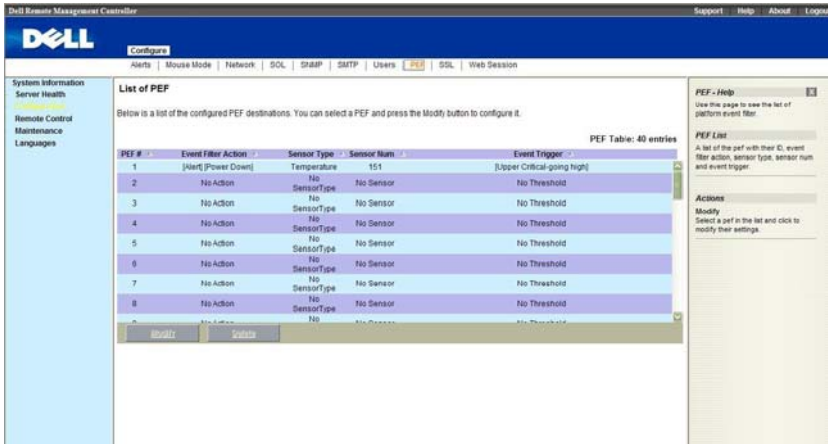 Dell Remote Management Controller
Support Help About Logou
DELL
Configure
Alerts | Mouse Mode | Network | SOL | SNMP | SMTP | Users | PEF | SSL | Web Session
System Information
Server Health
Configuration
Remote Control
Maintenance
Languages
List of PEF
Below is a list of the configured PEF destinations. You can select a PEF and press the Modify button to configure it.
PEF Table: 40 entries
PEF # Event Filter Action Sensor Type Sensor Num Event Trigger
1 [Alert] [Power Down] Temperature 151 [Upper Critical-going high]
2 No Action No SensorType No Sensor No Threshold
3 No Action No SensorType No Sensor No Threshold
4 No Action No SensorType No Sensor No Threshold
5 No Action No SensorType No Sensor No Threshold
6 No Action No SensorType No Sensor No Threshold
7 No Action No SensorType No Sensor No Threshold
8 No Action No SensorType No Sensor No Threshold
No
Modify Delete
PEF - Help X
Use this page to see the list of
platform event filter.
PEF List
A list of the pef with their ID, event
filter action, sensor type, sensor num
and event trigger.
Actions
Modify
Select a pef in the list and click to
modify their settings.